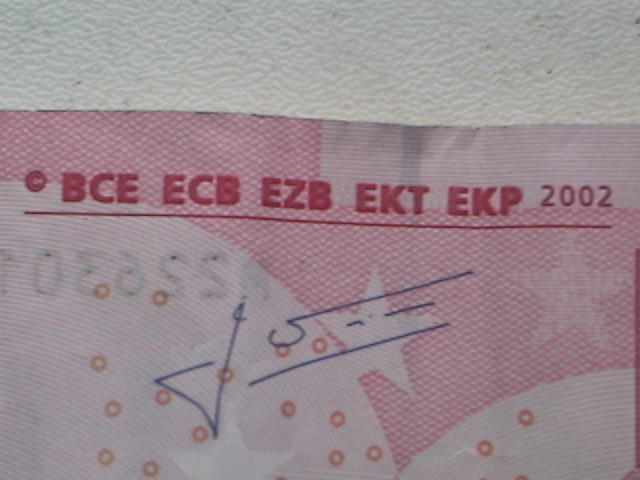 © BCE ECB EZB EKT EKP 2002